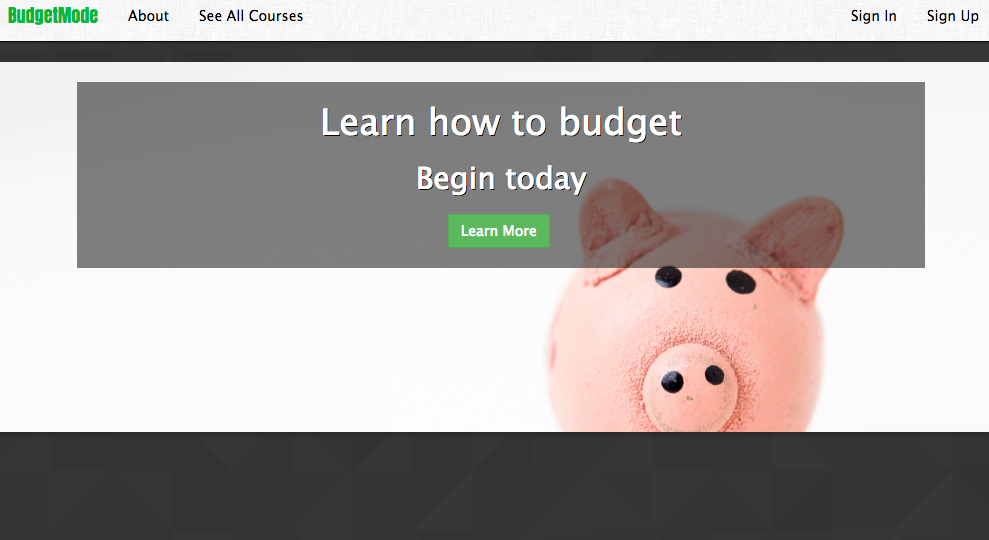 BudgetMode About See All Courses Sign In Sign Up
Learn how to budget
Begin today
Learn More